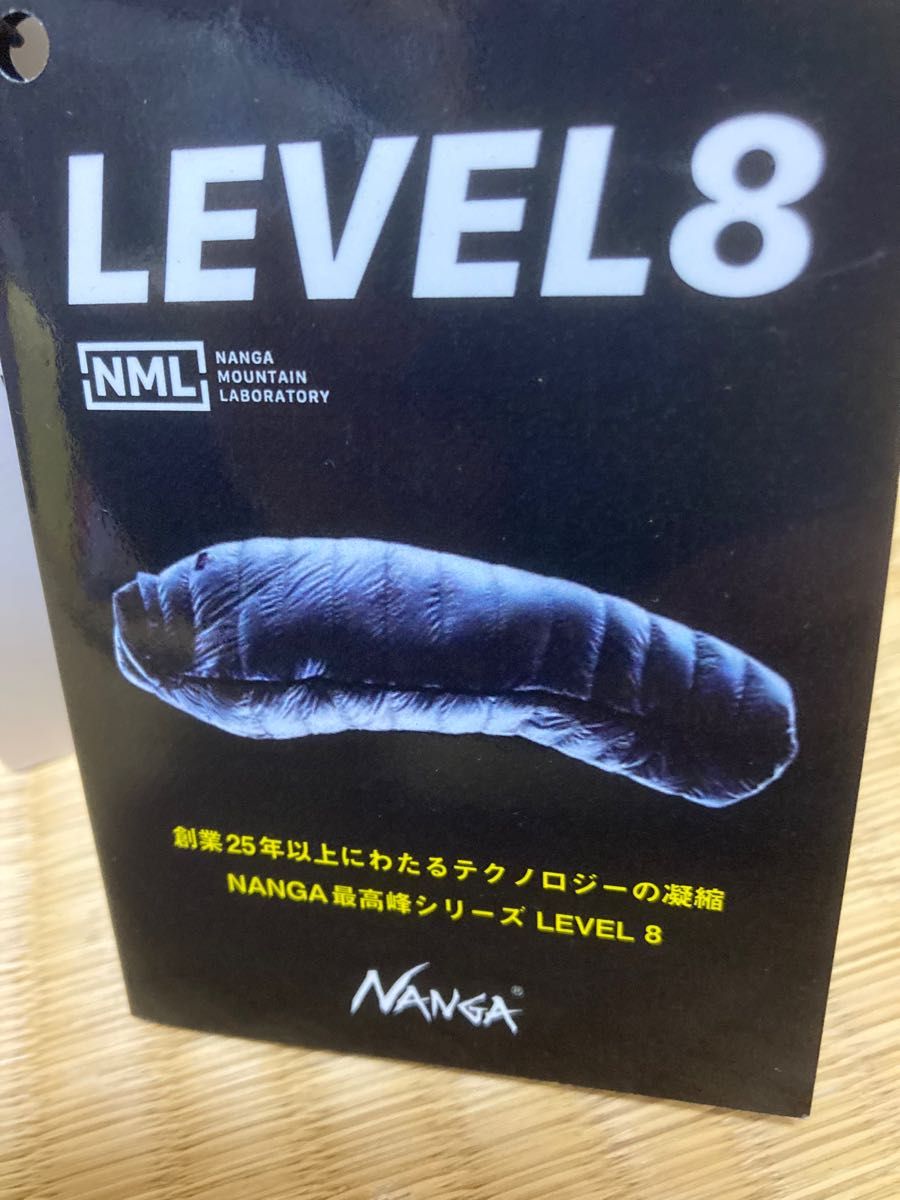 LEVEL8
NML
NANGA
MOUNTAIN
LABORATORY
創業25年以上にわたるテクノロジーの凝縮
NANGA最高峰シリーズ LEVEL 8
NANGA®